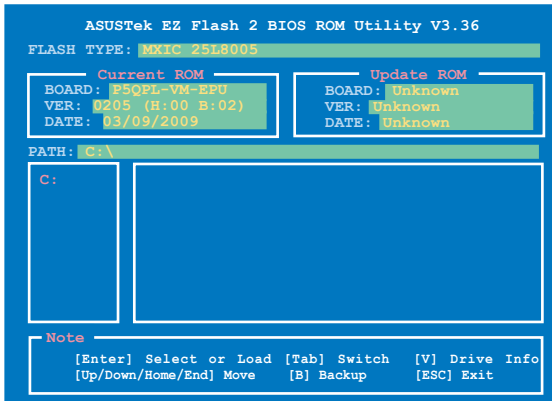 ASUSTek EZ Flash 2 BIOS ROM Utility V3.36
FLASH TYPE: MXIC 25L8005
Current ROM
BOARD: P5QPL-VM-EPU
VER: 0205 (H:00 B:02)
DATE: 03/09/2009
Update ROM
BOARD: Unknown
VER: Unknown
DATE: Unknown
PATH: C:\
C:
Note
[Enter] Select or Load [Tab] Switch [V] Drive Info
[Up/Down/Home/End] Move [B] Backup [ESC] Exit